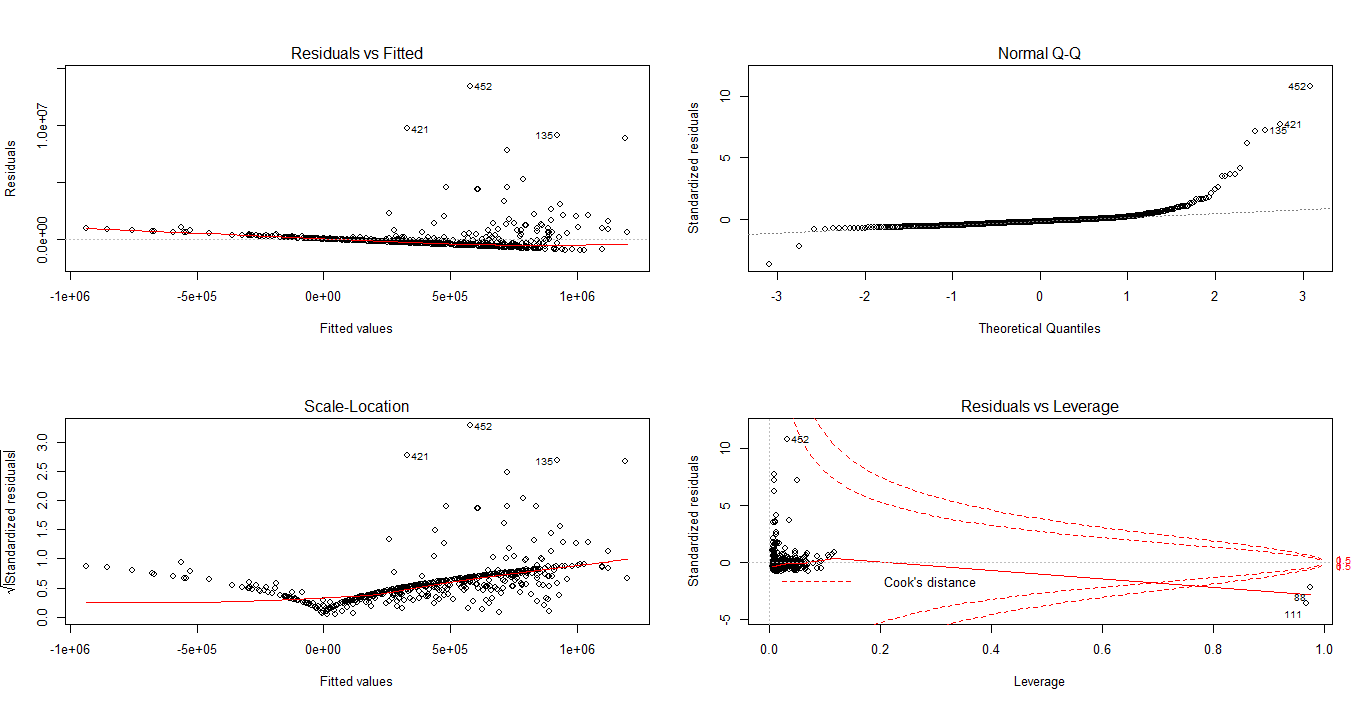 Residuals vs Fitted
Residuals
0.0e+00
1.0e+07
452
421
135
-1e+06
-5e+05
0e+00
5e+05
1e+06
Fitted values
Normal Q-Q
Standardized residuals
0
5
10
452
421
135
-3
-2
-1
0
1
2
3
Theoretical Quantiles
Scale-Location
√|Standardized residuals|
0.0
0.5
1.0
1.5
2.0
2.5
3.0
452
421
135
-1e+06
-5e+05
0e+00
5e+05
1e+06
Fitted values
Residuals vs Leverage
Standardized residuals
-5
0
5
10
452
Cook's distance
88
111
0.0
0.2
0.4
0.6
0.8
1.0
Leverage